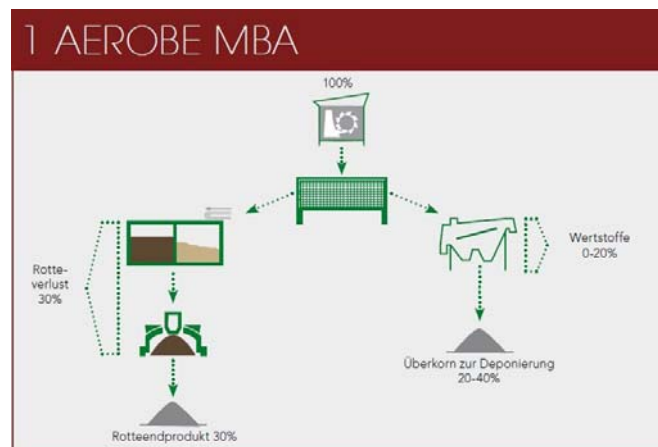 1 AEROBE MBA
100%
Wertstoffe
0-20%
Rotte-
verlust
30%
Überkorn zur Deponierung
20-40%
Rotteendprodukt 30%